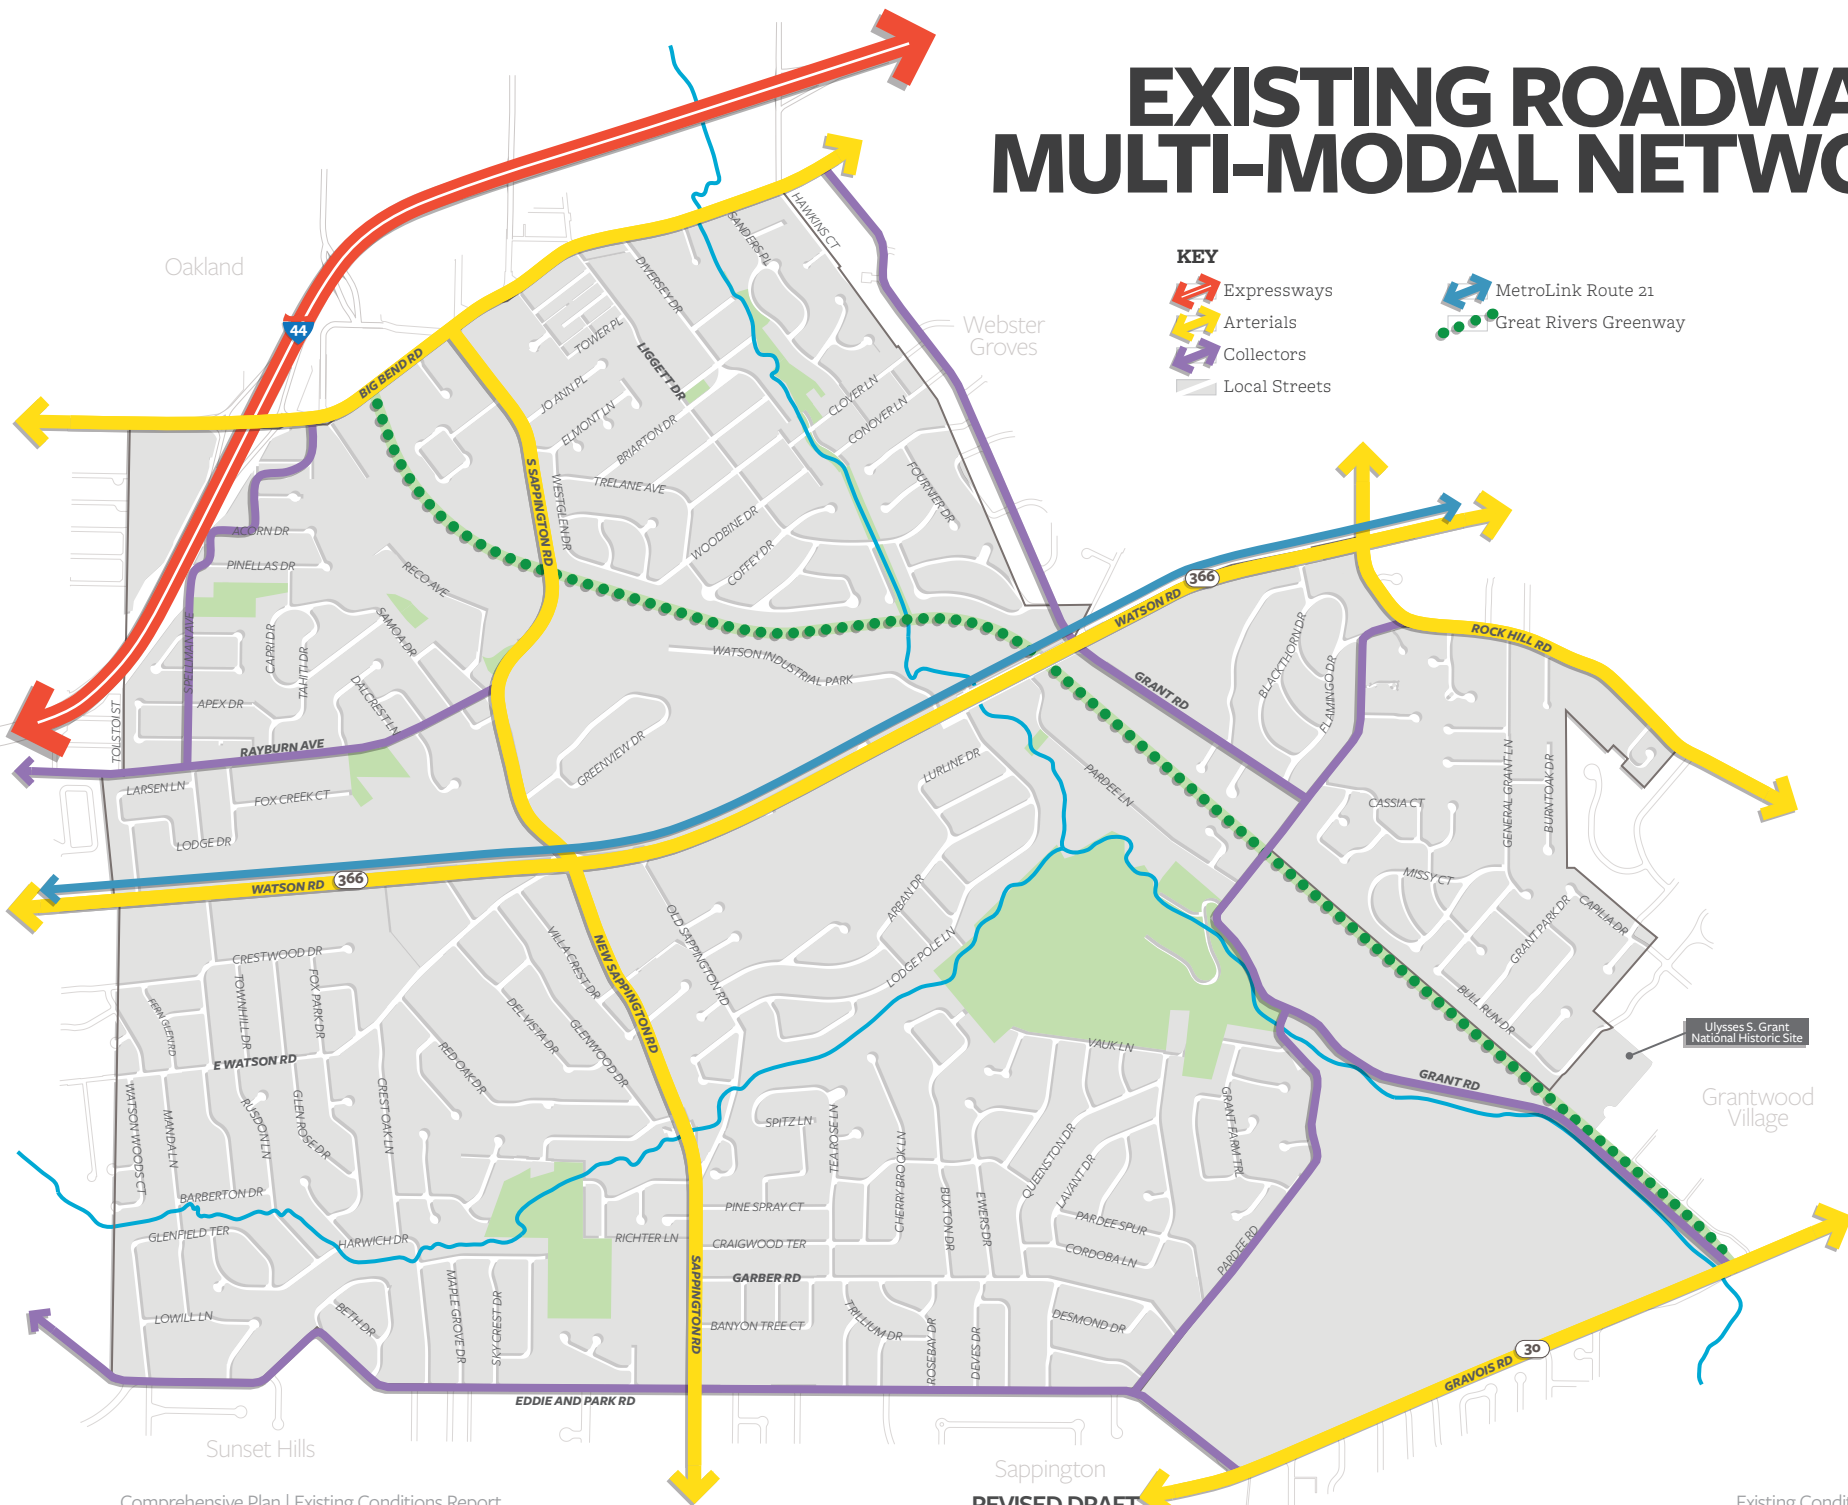 EXISTING ROADWA
MULTI-MODAL NETWO
KEY
Expressways
Arterials
Collectors
Local Streets
MetroLink Route 21
Great Rivers Greenway
Oakland
Webster
Groves
44
BIG BEND RD
HAWKINS CT
SANDERS PL
DIVERSEY DR
TOWER PL
LIGGETT DR
JO ANN PL
ELMONT LN
BRIARTON DR
CLOVER LN
CONOVER LN
S SAPPINGTON RD
WESTGLEN DR
TRELANE AVE
FOURNIER DR
WOODBINE DR
COFFEY DR
ACORN DR
PINELLAS DR
RECO AVE
SAMOA DR
SPELLMAN AVE
CAPRI DR
TAHITI DR
DALCREST LN
APEX DR
TOLSTOI ST
RAYBURN AVE
LARSEN LN
FOX CREEK CT
LODGE DR
GREENVIEW DR
WATSON INDUSTRIAL PARK
366
WATSON RD
ROCK HILL RD
GRANT RD
BLACKTHORN DR
FLAMINGO DR
LURLINE DR
PARDEE LN
CASSIA CT
GENERAL GRANT LN
BURNTOAK DR
MISSY CT
GRANT PARK DR
CAPILIA DR
BULL RUN DR
WATSON RD
366
ARBAN DR
LODGE POLE LN
OLD SAPPINGTON RD
NEW SAPPINGTON RD
VILLA CREST DR
CRESTWOOD DR
FERN GLEN RD
TOWNHILL DR
FOX PARK DR
DEL VISTA DR
GLENWOOD DR
RED OAK DR
E WATSON RD
VAUK LN
Ulysses S. Grant
National Historic Site
Grantwood
Village
GRANT RD
WATSON WOODS CT
MANDA LN
RUSDON LN
GLEN ROSE DR
CREST OAK LN
SPITZ LN
TEA ROSE LN
CHERRY BROOK LN
QUEENSTON DR
LAVANT DR
GRANT FARM TRL
BARBERTON DR
GLENFIELD TER
HARWICH DR
RICHTER LN
PINE SPRAY CT
CRAIGWOOD TER
BUXTON DR
EWERS DR
PARDEE SPUR
CORDOBA LN
PARDEE RD
GARBER RD
SAPPINGTON RD
LOWILL LN
BETH DR
MAPLE GROVE DR
SKY CREST DR
BANYON TREE CT
TRILLIUM DR
ROSEBAY DR
DEVES DR
DESMOND DR
EDDIE AND PARK RD
30
GRAVOIS RD
Sunset Hills
Sappington
Comprehensive Plan | Existing Conditions Report
REVISED DRAFT
Existing Condi